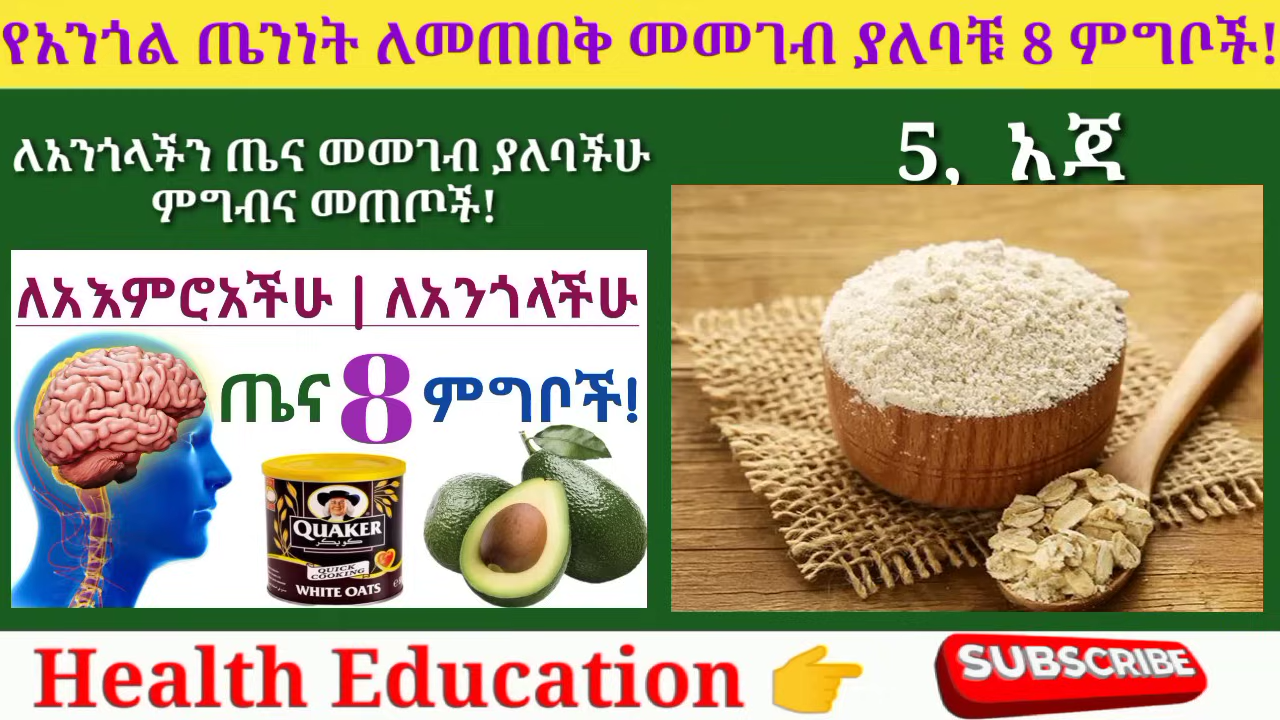 የአንጎል ጤንነት ለመጠበቅ መመገብ ያለባቹ 8 ምግቦች!
ለአንጎላችን ጤና መመገብ ያለባችሁ
ምግብና መጠጦች!
ለአእምሮአችሁ | ለአንጎላችሁ
ጤና 8 ምግቦች!
QUAKER
كويكر
QUICK
COOKING
WHITE OATS
5, አጃ
Health Education 👉 SUBSCRIBE